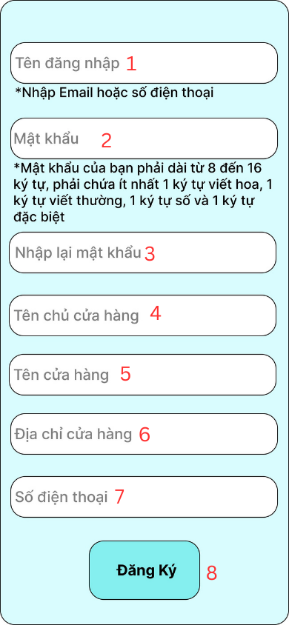 Tên đăng nhập 1
*Nhập Email hoặc số điện thoại
Mật khẩu 2
*Mật khẩu của bạn phải dài từ 8 đến 16
ký tự, phải chứa ít nhất 1 ký tự viết hoa, 1
ký tự viết thường, 1 ký tự số và 1 ký tự
đặc biệt
Nhập lại mật khẩu 3
Tên chủ cửa hàng 4
Tên cửa hàng 5
Địa chỉ cửa hàng 6
Số điện thoại 7
Đăng Ký 8